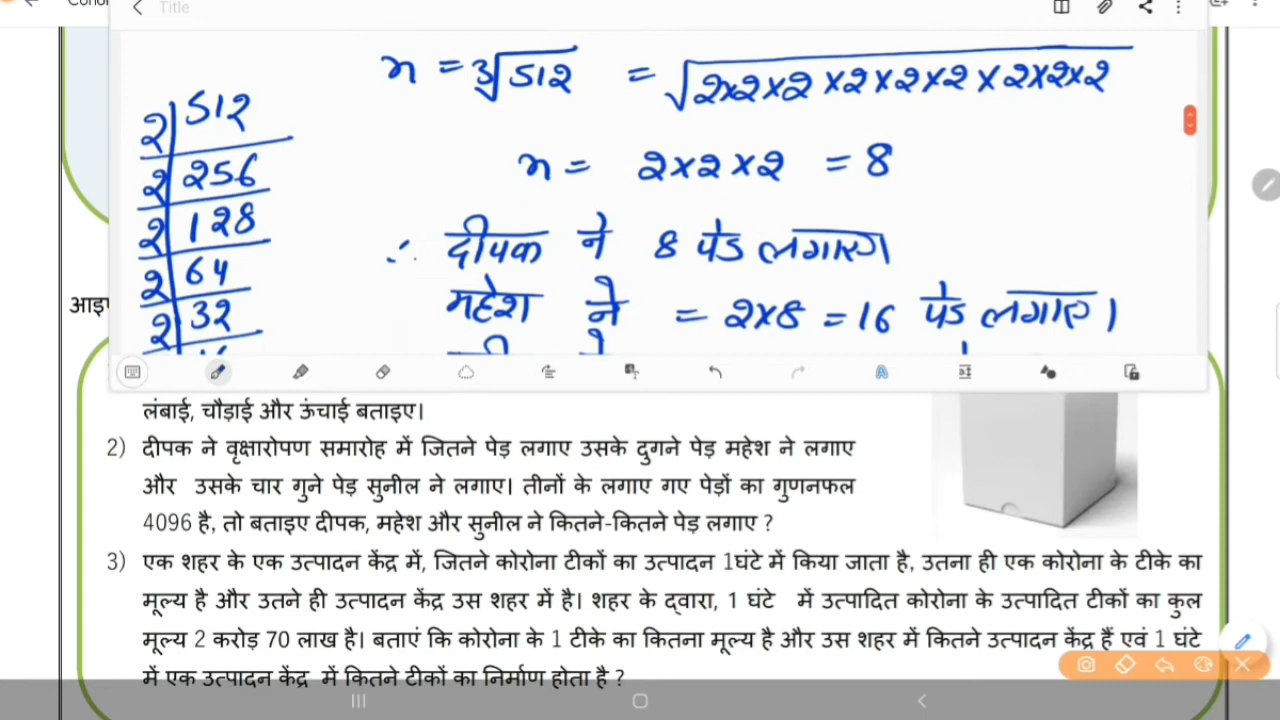 Title
n = ∛512 = √2×2×2×2×2×2×2×2×2
n = 2×2×2 = 8
∴ दीपक ने 8 पेड लगाए।
महेश ने = 2×8 = 16 पेड लगाए।
2 512
2 256
2 128
2 64
2 32
लंबाई, चौड़ाई और ऊंचाई बताइए।
2) दीपक ने वृक्षारोपण समारोह में जितने पेड़ लगाए उसके दुगने पेड़ महेश ने लगाए
और उसके चार गुने पेड़ सुनील ने लगाए। तीनों के लगाए गए पेड़ों का गुणनफल
4096 है, तो बताइए दीपक, महेश और सुनील ने कितने-कितने पेड़ लगाए ?
3) एक शहर के एक उत्पादन केंद्र में, जितने कोरोना टीकों का उत्पादन 1घंटे में किया जाता है, उतना ही एक कोरोना के टीके का
मूल्य है और उतने ही उत्पादन केंद्र उस शहर में है। शहर के द्वारा, 1 घंटे में उत्पादित कोरोना के उत्पादित टीकों का कुल
मूल्य 2 करोड़ 70 लाख है। बताएं कि कोरोना के 1 टीके का कितना मूल्य है और उस शहर में कितने उत्पादन केंद्र हैं एवं 1 घंटे
में एक उत्पादन केंद्र में कितने टीकों का निर्माण होता है ?